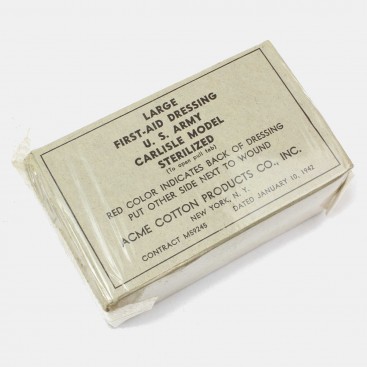 LARGE
FIRST-AID DRESSING
U. S. ARMY
CARLISLE MODEL
STERILIZED
(To open pull tab)
RED COLOR INDICATES BACK OF DRESSING
PUT OTHER SIDE NEXT TO WOUND
ACME COTTON PRODUCTS CO., INC.
NEW YORK, N. Y.
CONTRACT M59245 DATED JANUARY 10, 1942